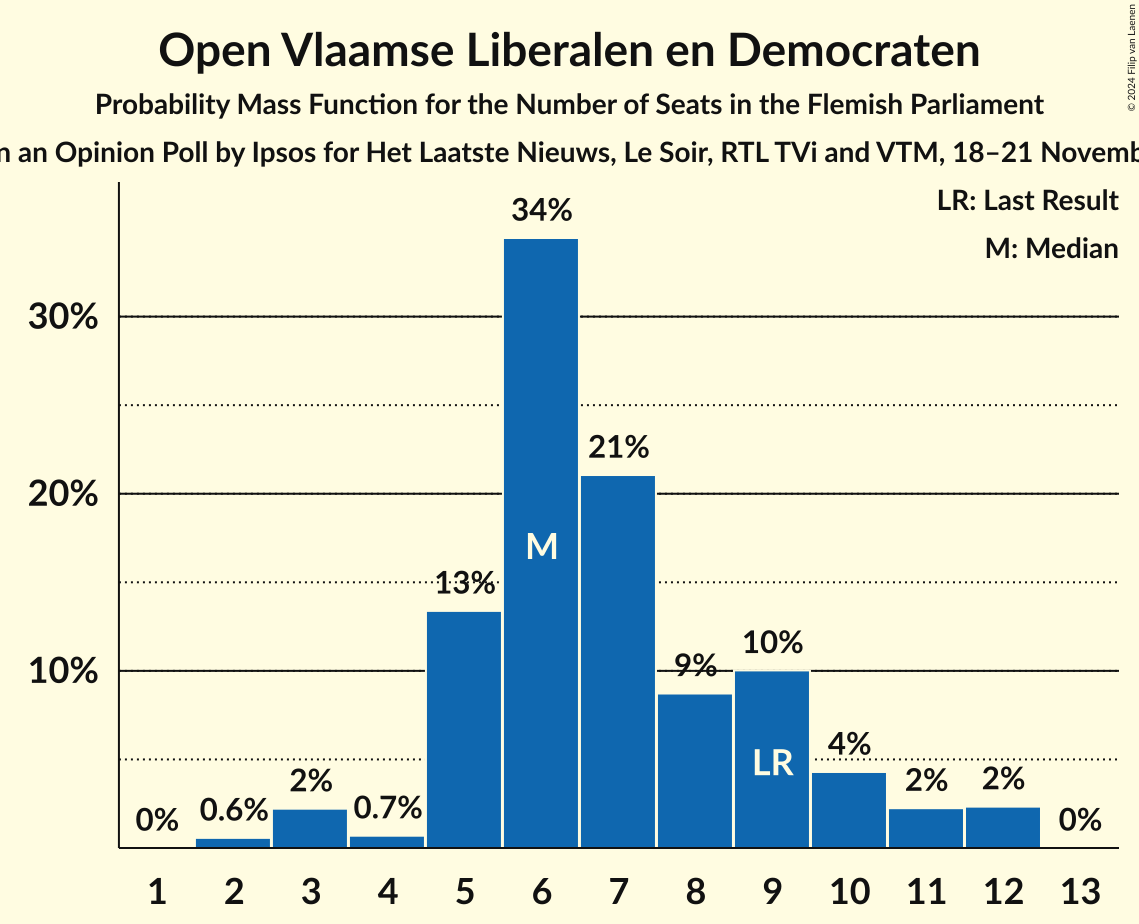 Open Vlaamse Liberalen en Democraten
Probability Mass Function for the Number of Seats in the Flemish Parliament
an Opinion Poll by Ipsos for Het Laatste Nieuws, Le Soir, RTL TVi and VTM, 18–21 Novemb
© 2024 Filip van Laenen
LR: Last Result
M: Median
34%
30%
21%
20%
M
13%
10%
9%
10%
LR
4%
0%
0.6%
2%
0.7%
2%
2%
0%
1 2 3 4 5 6 7 8 9 10 11 12 13